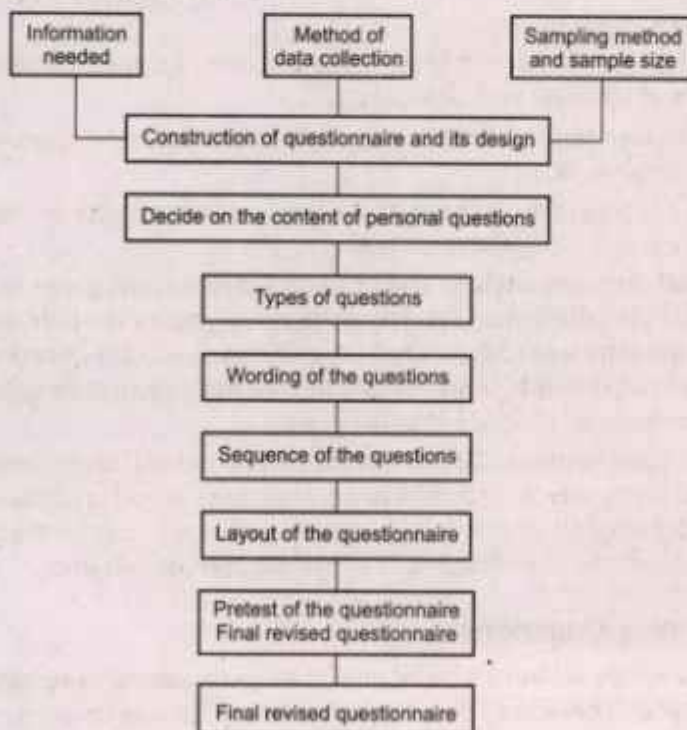 Information
needed
Method of
data collection
Sampling method
and sample size
Construction of questionnaire and its design
Decide on the content of personal questions
Types of questions
Wording of the questions
Sequence of the questions
Layout of the questionnaire
Pretest of the questionnaire
Final revised questionnaire
Final revised questionnaire